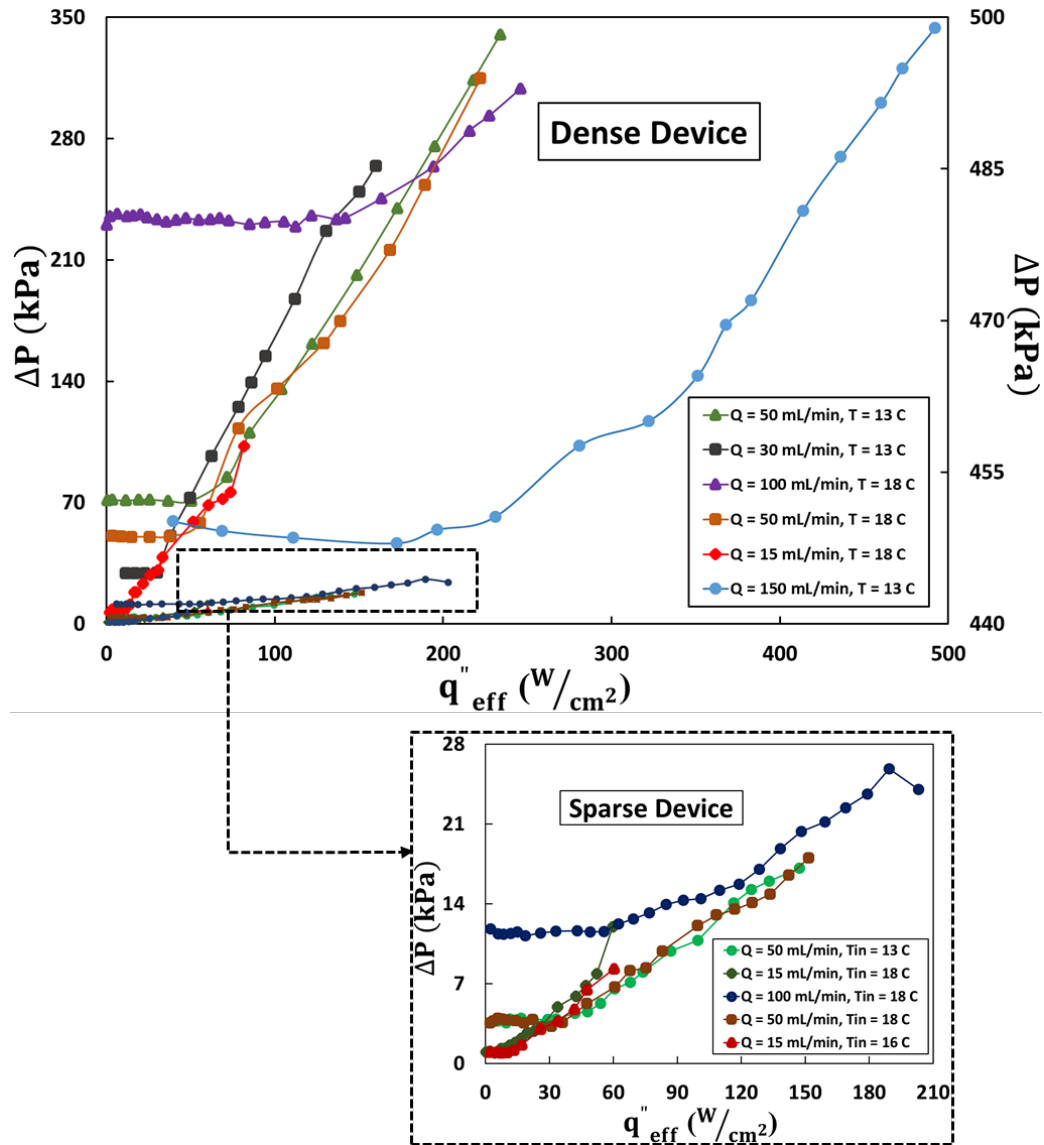 350
280
210
140
70
0
ΔP (kPa)
500
485
470
455
440
ΔP (kPa)
Dense Device
Q = 50 mL/min, T = 13 C
Q = 30 mL/min, T = 13 C
Q = 100 mL/min, T = 18 C
Q = 50 mL/min, T = 18 C
Q = 15 mL/min, T = 18 C
Q = 150 mL/min, T = 13 C
0 100 200 300 400 500
q"eff (W/cm²)
28
21
14
7
0
ΔP (kPa)
Sparse Device
Q = 50 mL/min, Tin = 13 C
Q = 15 mL/min, Tin = 18 C
Q = 100 mL/min, Tin = 18 C
Q = 50 mL/min, Tin = 18 C
Q = 15 mL/min, Tin = 16 C
0 30 60 90 120 150 180 210
q"eff (W/cm²)